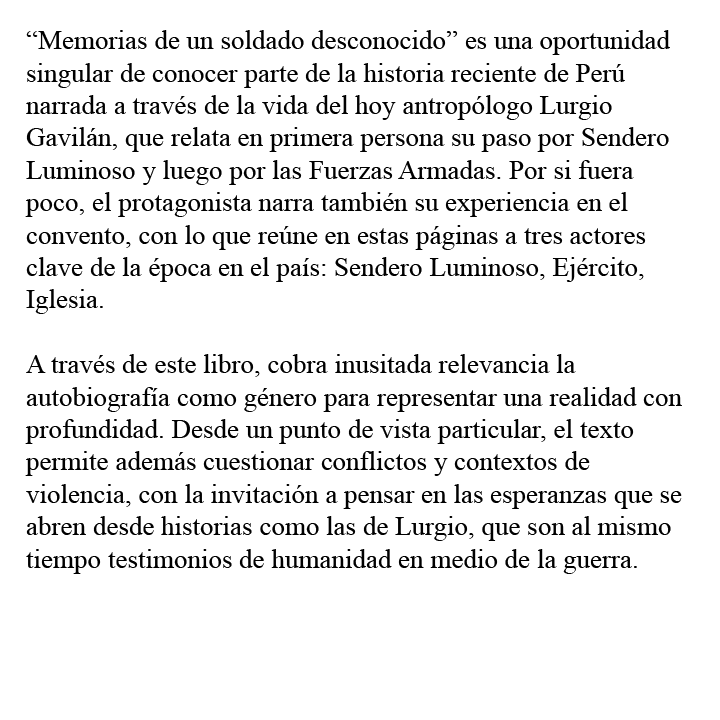 “Memorias de un soldado desconocido” es una oportunidad
singular de conocer parte de la historia reciente de Perú
narrada a través de la vida del hoy antropólogo Lurgio
Gavilán, que relata en primera persona su paso por Sendero
Luminoso y luego por las Fuerzas Armadas. Por si fuera
poco, el protagonista narra también su experiencia en el
convento, con lo que reúne en estas páginas a tres actores
clave de la época en el país: Sendero Luminoso, Ejército,
Iglesia.
A través de este libro, cobra inusitada relevancia la
autobiografía como género para representar una realidad con
profundidad. Desde un punto de vista particular, el texto
permite además cuestionar conflictos y contextos de
violencia, con la invitación a pensar en las esperanzas que se
abren desde historias como las de Lurgio, que son al mismo
tiempo testimonios de humanidad en medio de la guerra.